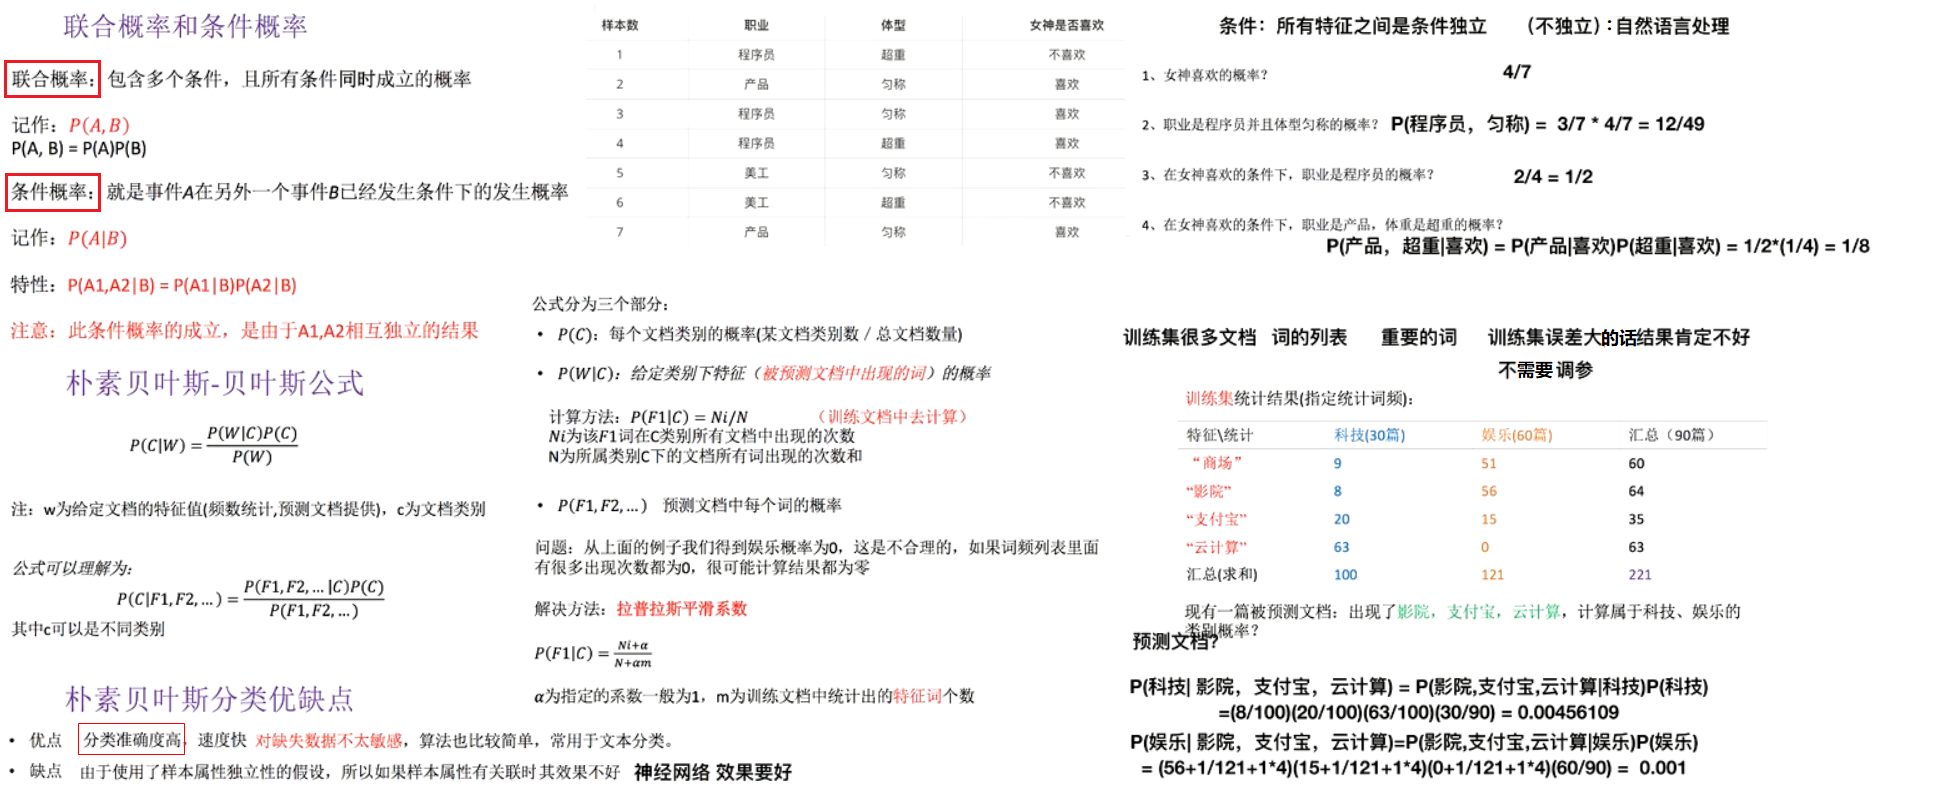 联合概率和条件概率
联合概率：包含多个条件，且所有条件同时成立的概率
记作：P(A,B)
P(A, B) = P(A)P(B)
条件概率：就是事件A在另外一个事件B已经发生条件下的发生概率
记作：P(A|B)
特性：P(A1,A2|B) = P(A1|B)P(A2|B)
注意：此条件概率的成立，是由于A1,A2相互独立的结果
朴素贝叶斯-贝叶斯公式
P(C|W) = P(W|C)P(C) / P(W)
注：w为给定文档的特征值(频数统计,预测文档提供)，c为文档类别
公式可以理解为：
P(C|F1,F2,...) = P(F1,F2,...|C)P(C) / P(F1,F2,...)
其中c可以是不同类别
朴素贝叶斯分类优缺点
• 优点 分类准确度高，速度快 对缺失数据不太敏感，算法也比较简单，常用于文本分类。
• 缺点 由于使用了样本属性独立性的假设，所以如果样本属性有关联时其效果不好 神经网络 效果要好
样本数 职业 体型 女神是否喜欢
1 程序员 超重 不喜欢
2 产品 匀称 喜欢
3 程序员 匀称 喜欢
4 程序员 超重 喜欢
5 美工 匀称 不喜欢
6 美工 超重 不喜欢
7 产品 匀称 喜欢
公式分为三个部分：
• P(C)：每个文档类别的概率(某文档类别数 / 总文档数量)
• P(W|C)：给定类别下特征（被预测文档中出现的词）的概率
计算方法：P(F1|C) = Ni/N （训练文档中去计算）
Ni为该F1词在C类别所有文档中出现的次数
N为所属类别C下的文档所有词出现的次数和
• P(F1,F2,...) 预测文档中每个词的概率
问题：从上面的例子我们得到娱乐概率为0，这是不合理的，如果词频列表里面
有很多出现次数都为0，很可能计算结果都为零
解决方法：拉普拉斯平滑系数
P(F1|C) = Ni+α / N+αm
α为指定的系数一般为1，m为训练文档中统计出的特征词个数
条件：所有特征之间是条件独立 （不独立）：自然语言处理
1、女神喜欢的概率？ 4/7
2、职业是程序员并且体型匀称的概率？ P(程序员，匀称) = 3/7 * 4/7 = 12/49
3、在女神喜欢的条件下，职业是程序员的概率？ 2/4 = 1/2
4、在女神喜欢的条件下，职业是产品，体重是超重的概率？
P(产品，超重|喜欢) = P(产品|喜欢)P(超重|喜欢) = 1/2*(1/4) = 1/8
训练集很多文档 词的列表 重要的词 训练集误差大的话结果肯定不好
不需要 调参
训练集统计结果(指定统计词频)：
特征\统计 科技(30篇) 娱乐(60篇) 汇总（90篇）
“商场” 9 51 60
“影院” 8 56 64
“支付宝” 20 15 35
“云计算” 63 0 63
汇总(求和) 100 121 221
现有一篇被预测文档：出现了影院，支付宝，云计算，计算属于科技、娱乐的
类别概率？
预测文档？
P(科技| 影院，支付宝，云计算) = P(影院,支付宝,云计算|科技)P(科技)
=(8/100)(20/100)(63/100)(30/90) = 0.00456109
P(娱乐| 影院，支付宝，云计算)=P(影院,支付宝,云计算|娱乐)P(娱乐)
= (56+1/121+1*4)(15+1/121+1*4)(0+1/121+1*4)(60/90) = 0.001